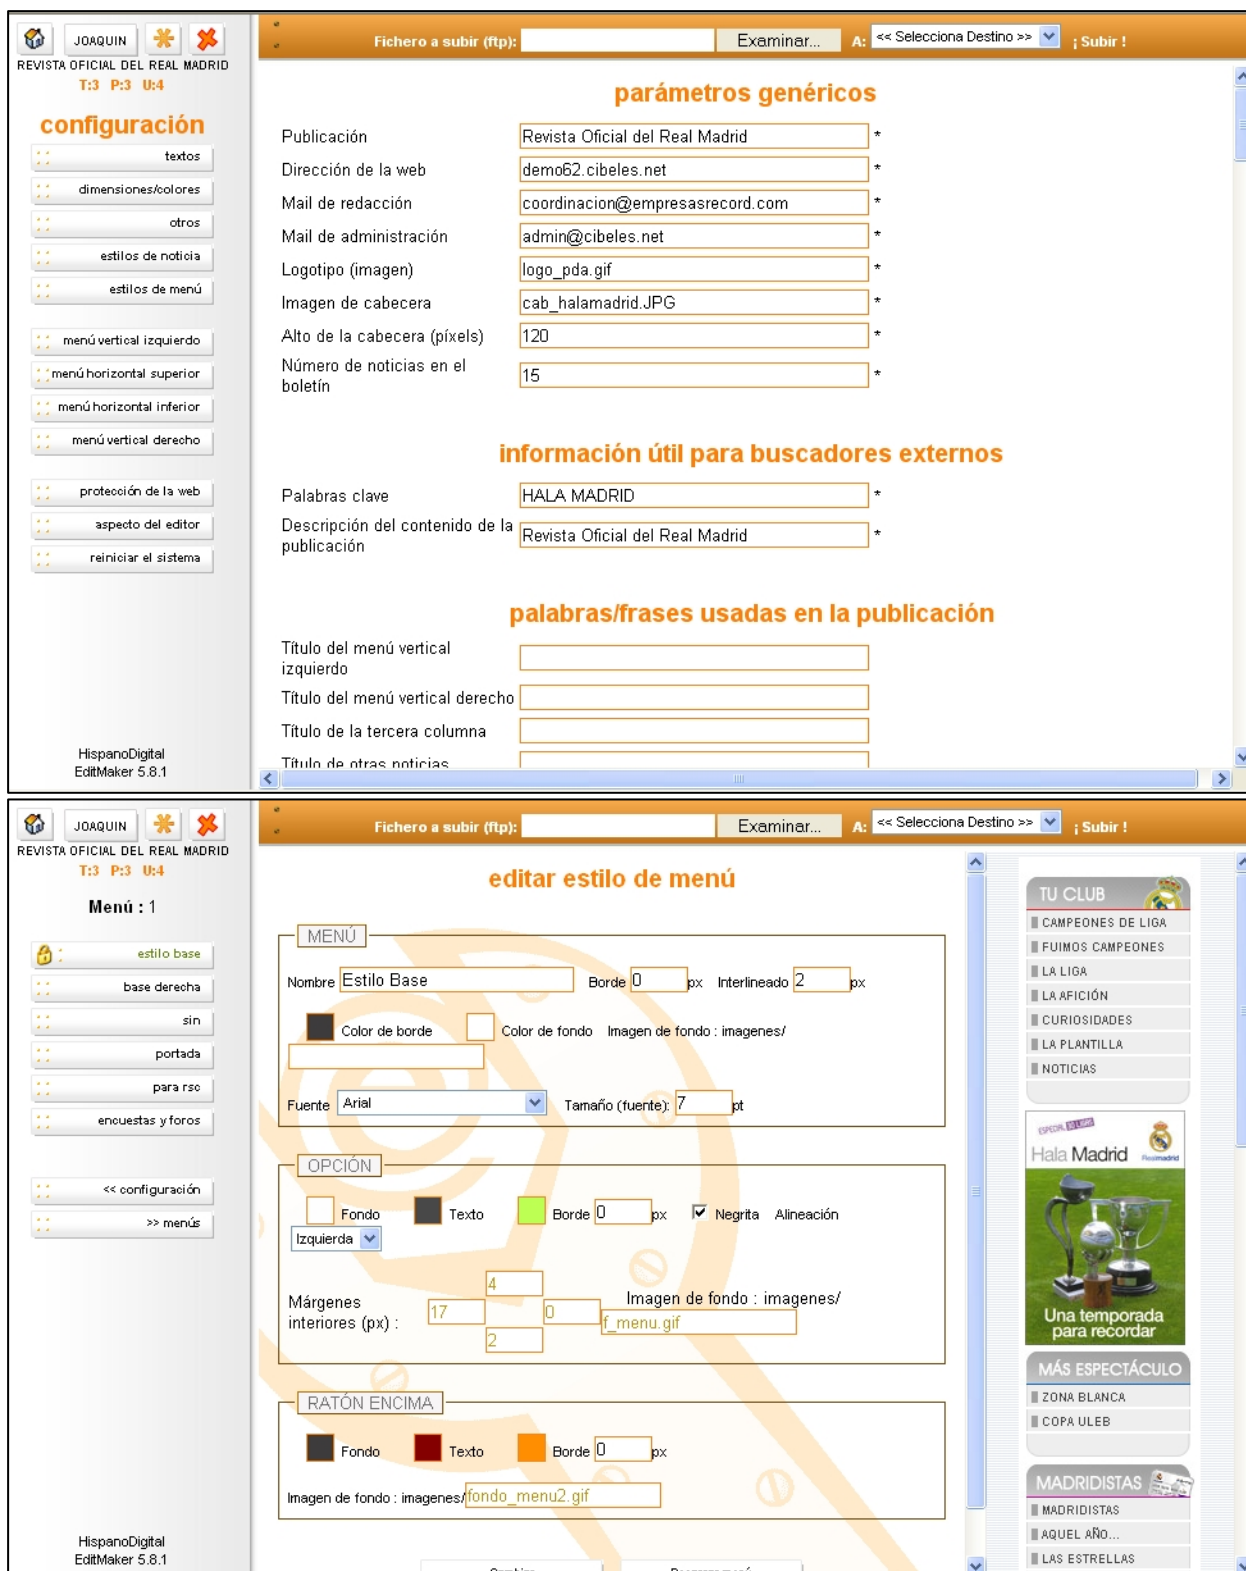 JOAQUIN
Fichero a subir (ftp):
Examinar...
A:
<< Selecciona Destino >>
¡ Subir !
REVISTA OFICIAL DEL REAL MADRID
T:3 P:3 U:4
configuración
textos
dimensiones/colores
otros
estilos de noticia
estilos de menú
menú vertical izquierdo
menú horizontal superior
menú horizontal inferior
menú vertical derecho
protección de la web
aspecto del editor
reiniciar el sistema
HispanoDigital
EditMaker 5.8.1
parámetros genéricos
Publicación Revista Oficial del Real Madrid *
Dirección de la web demo62.cibeles.net *
Mail de redacción coordinacion@empresasrecord.com *
Mail de administración admin@cibeles.net *
Logotipo (imagen) logo_pda.gif *
Imagen de cabecera cab_halamadrid.JPG *
Alto de la cabecera (píxels) 120 *
Número de noticias en el
boletín 15 *
información útil para buscadores externos
Palabras clave HALA MADRID *
Descripción del contenido de la
publicación Revista Oficial del Real Madrid *
palabras/frases usadas en la publicación
Título del menú vertical
izquierdo
Título del menú vertical derecho
Título de la tercera columna
Título de otras noticias
JOAQUIN
Fichero a subir (ftp):
Examinar...
A:
<< Selecciona Destino >>
¡ Subir !
REVISTA OFICIAL DEL REAL MADRID
T:3 P:3 U:4
Menú : 1
estilo base
base derecha
sin
portada
para rsc
encuestas y foros
<< configuración
>> menús
HispanoDigital
EditMaker 5.8.1
editar estilo de menú
MENÚ
Nombre Estilo Base Borde 0 px Interlineado 2 px
Color de borde Color de fondo Imagen de fondo : imagenes/
Fuente Arial Tamaño (fuente): 7 pt
OPCIÓN
Fondo Texto Borde 0 px Negrita Alineación
Izquierda
4
Márgenes
interiores (px) : 17 0
2
Imagen de fondo : imagenes/
f_menu.gif
RATÓN ENCIMA
Fondo Texto Borde 0 px
Imagen de fondo : imagenes/ fondo_menu2.gif
TU CLUB
CAMPEONES DE LIGA
FUIMOS CAMPEONES
LA LIGA
LA AFICIÓN
CURIOSIDADES
LA PLANTILLA
NOTICIAS
Hala Madrid
Realmadrid
Una temporada
para recordar
MÁS ESPECTÁCULO
ZONA BLANCA
COPA ULEB
MADRIDISTAS
MADRIDISTAS
AQUEL AÑO...
LAS ESTRELLAS